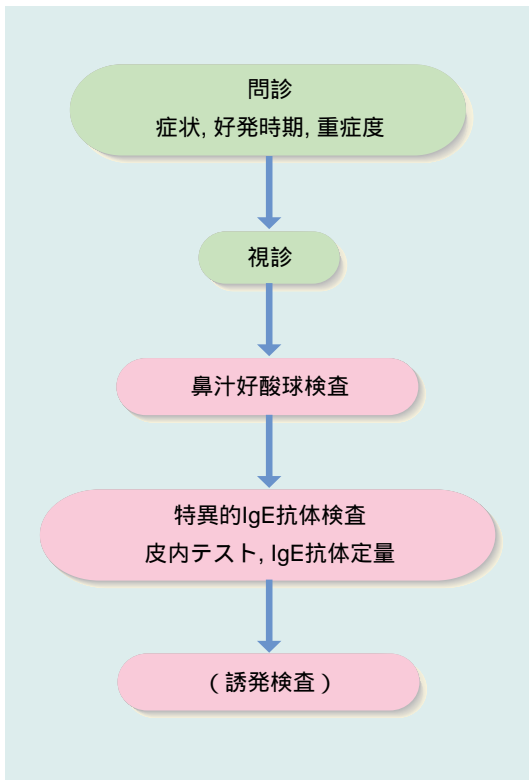 問診
症状, 好発時期, 重症度
視診
鼻汁好酸球検査
特異的IgE抗体検査
皮内テスト, IgE抗体定量
（誘発検査）